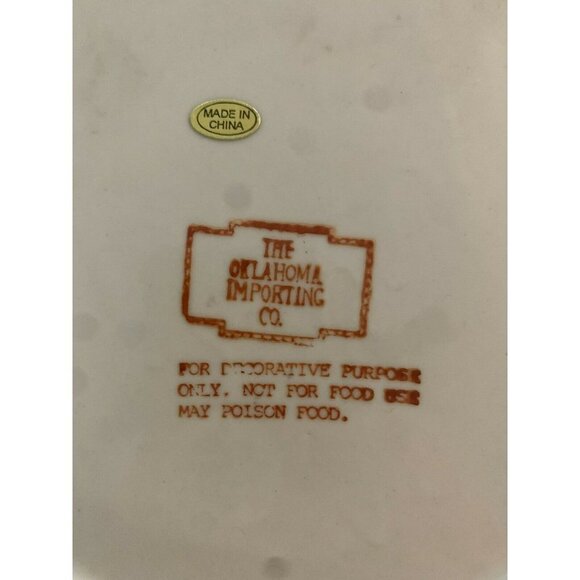 MADE IN
CHINA
THE
OKLAHOMA
IMPORTING
CO.
FOR DECORATIVE PURPOSE
ONLY. NOT FOR FOOD USE
MAY POISON FOOD.